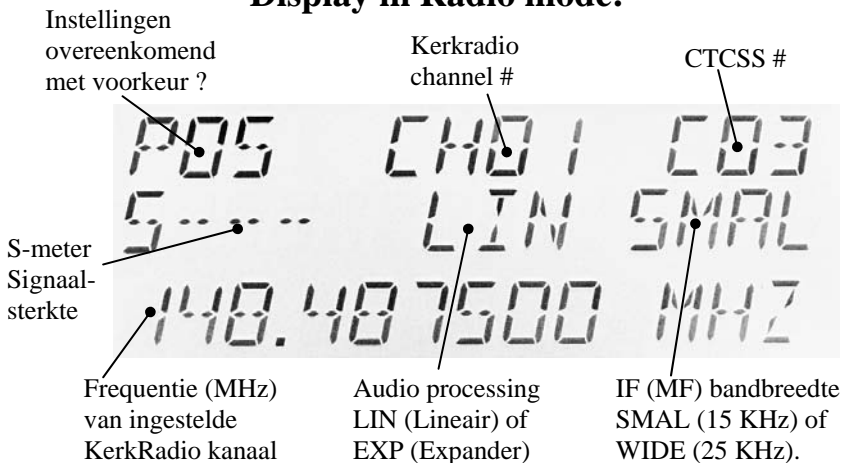 Display in Radio mode:
Instellingen
overeenkomend
met voorkeur ?
Kerkradio
channel #
CTCSS #
P05 CH01 C03
S---- LIN SMAL
148.487500 MHZ
S-meter
Signaal-
sterkte
Frequentie (MHz)
van ingestelde
KerkRadio kanaal
Audio processing
LIN (Lineair) of
EXP (Expander)
IF (MF) bandbreedte
SMAL (15 KHz) of
WIDE (25 KHz).